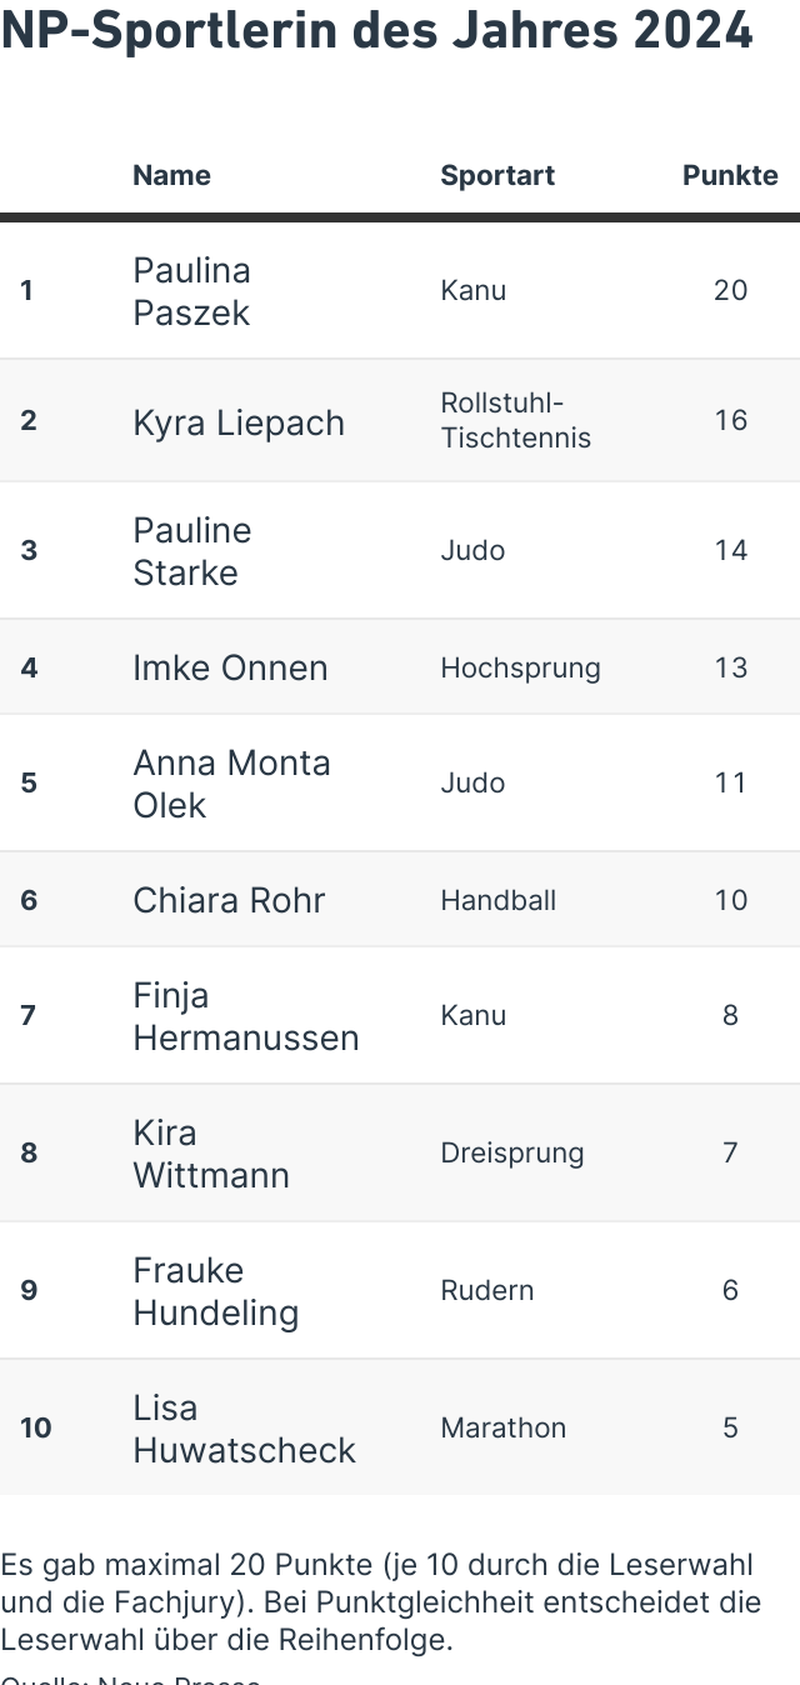 NP-Sportlerin des Jahres 2024
Name Sportart Punkte
1 Paulina Paszek Kanu 20
2 Kyra Liepach Rollstuhl-Tischtennis 16
3 Pauline Starke Judo 14
4 Imke Onnen Hochsprung 13
5 Anna Monta Olek Judo 11
6 Chiara Rohr Handball 10
7 Finja Hermanussen Kanu 8
8 Kira Wittmann Dreisprung 7
9 Frauke Hundeling Rudern 6
10 Lisa Huwatscheck Marathon 5
Es gab maximal 20 Punkte (je 10 durch die Leserwahl
und die Fachjury). Bei Punktgleichheit entscheidet die
Leserwahl über die Reihenfolge.
Quelle: Neue Presse